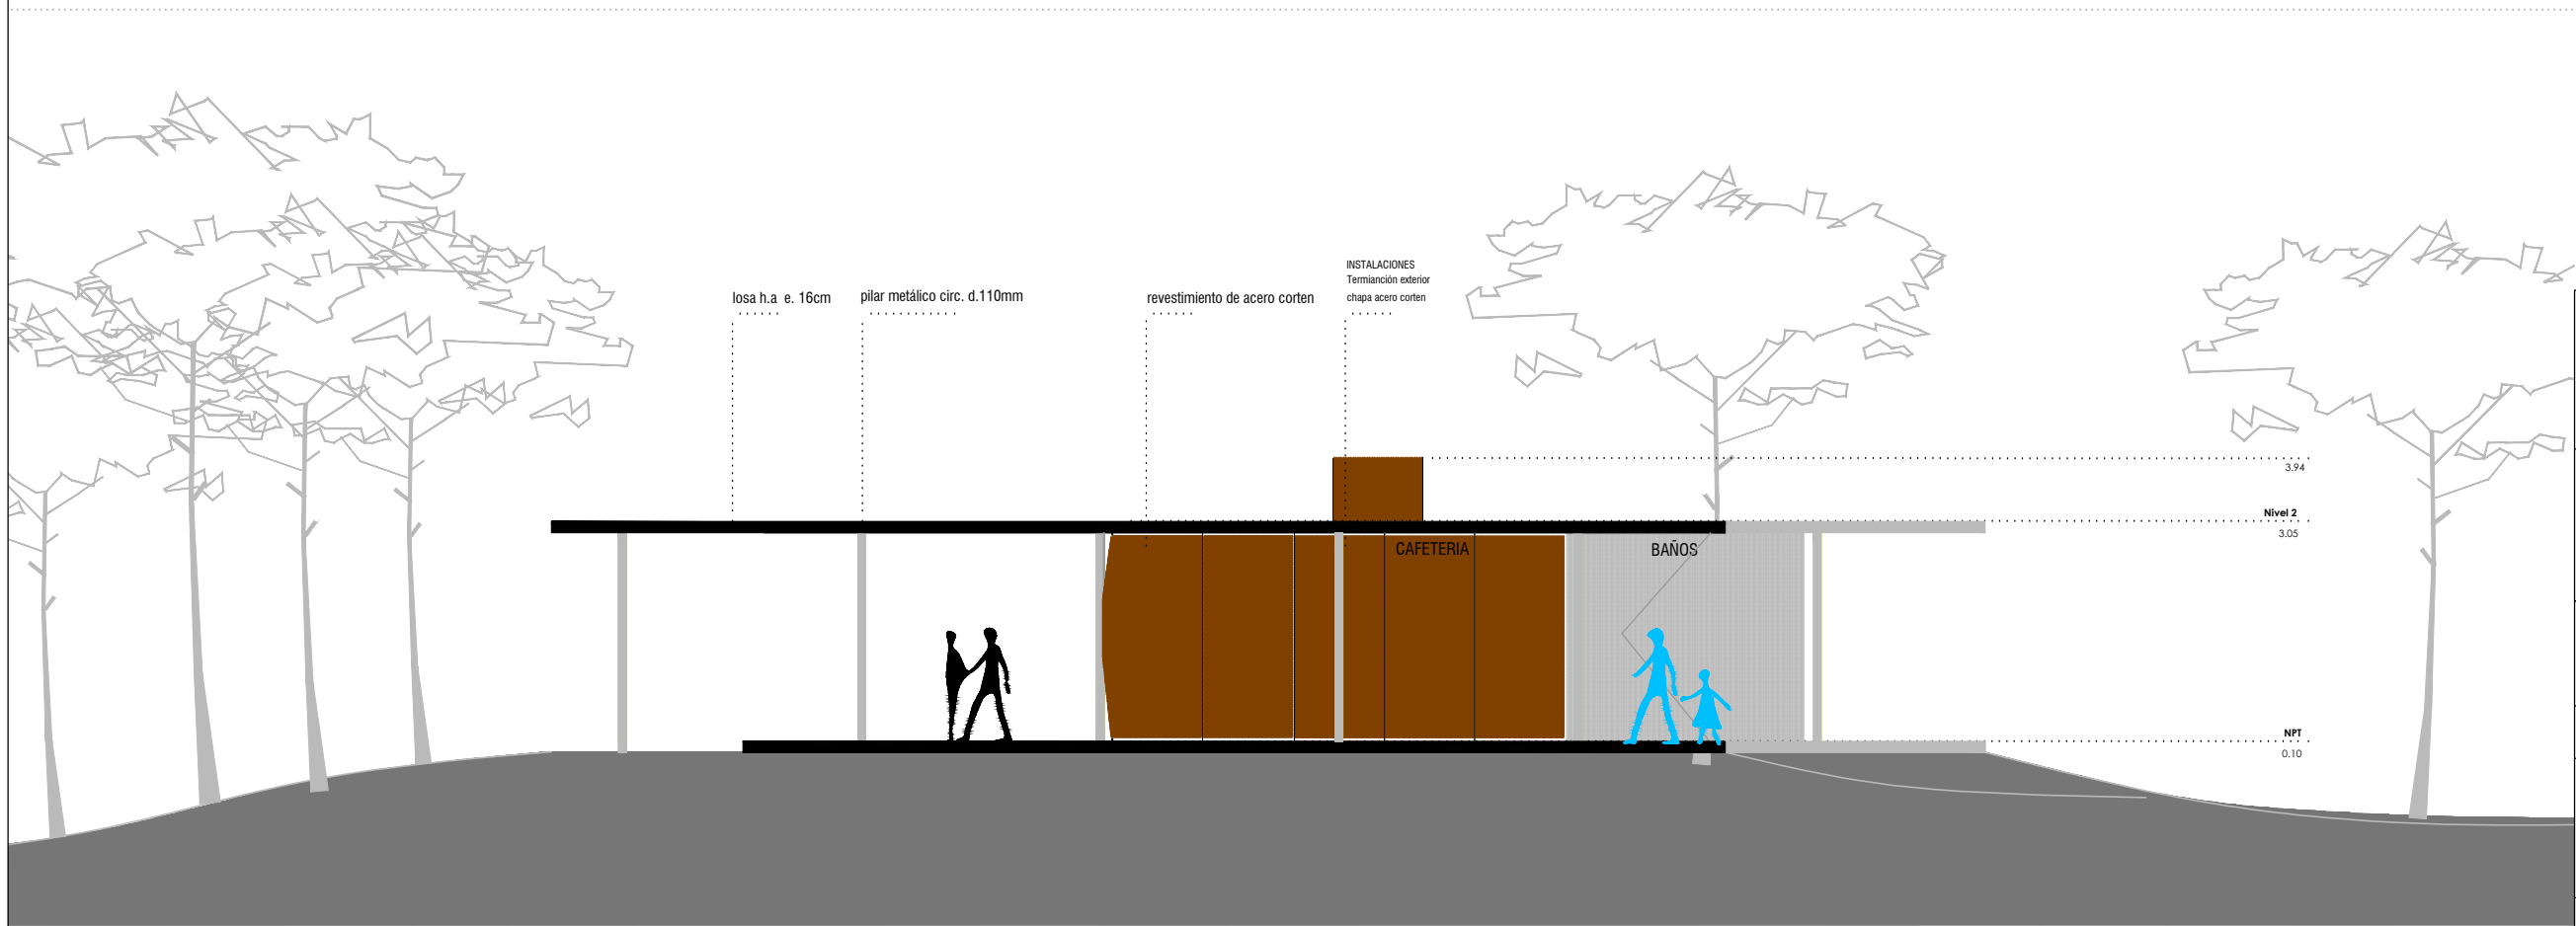 losa h.a e. 16cm
pilar metálico circ. d.110mm
revestimiento de acero corten
INSTALACIONES
Termianción exterior
chapa acero corten
3.94
Nivel 2
3.05
CAFETERIA
BAÑOS
NPT
0.10